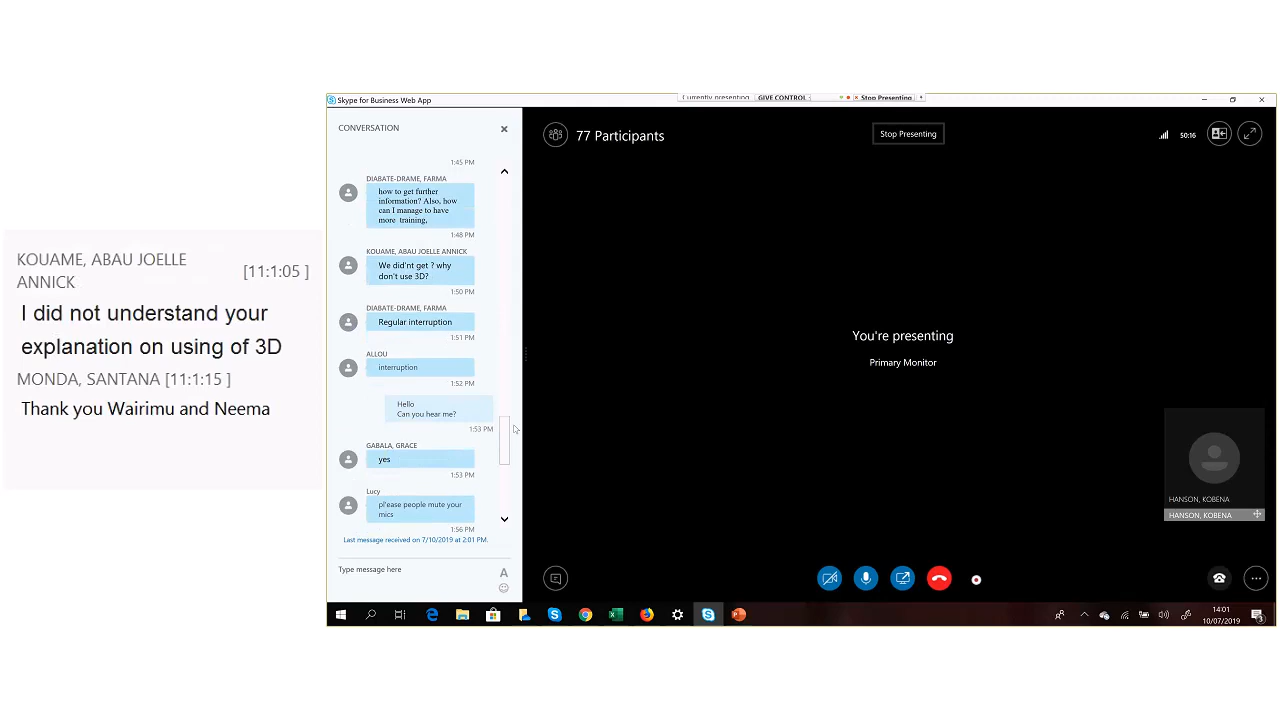 KOUAME, ABAU JOELLE
ANNICK
[11:1:05 ]
I did not understand your
explanation on using of 3D
MONDA, SANTANA [11:1:15 ]
Thank you Wairimu and Neema
Skype for Business Web App
Currently presenting
GIVE CONTROL
Stop Presenting
CONVERSATION
1:45 PM
DIABATE-DRAME, FARMA
how to get further
information? Also, how
can I manage to have
more training,
1:48 PM
KOUAME, ABAU JOELLE ANNICK
We did'nt get ? why
don't use 3D?
1:50 PM
DIABATE-DRAME, FARMA
Regular interruption
1:51 PM
ALLOU
interruption
1:52 PM
Hello
Can you hear me?
1:53 PM
GABALA, GRACE
yes
1:53 PM
Lucy
pl'ease people mute your
mics
1:56 PM
Last message received on 7/10/2019 at 2:01 PM.
Type message here
A
77 Participants
Stop Presenting
50:16
You're presenting
Primary Monitor
HANSON, KOBENA
HANSON, KOBENA
14:01
10/07/2019